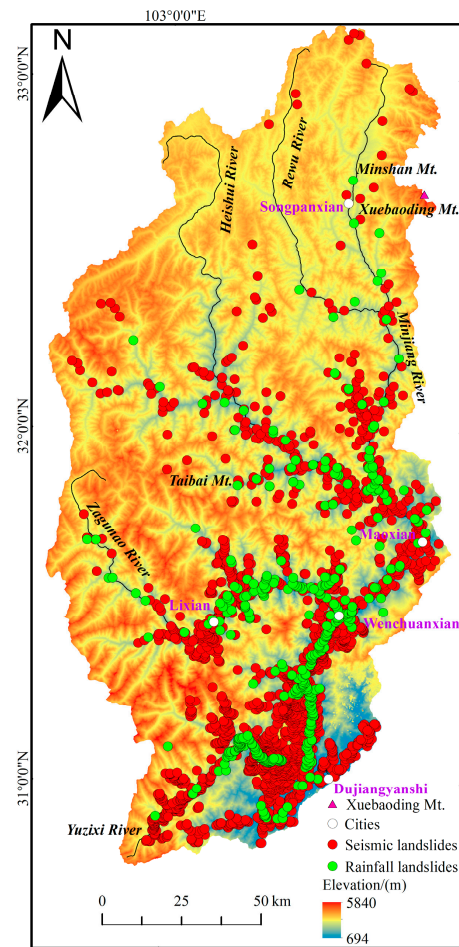 103°0'0"E
N
33°0'0"N
Rewu River
Heishui River
Minshan Mt.
Songpanxian
Xuebaoding Mt.
Minjiang River
32°0'0"N
Taibai Mt.
Maoxian
Zagunao River
Lixian
Wenchuanxian
31°0'0"N
Dujiangyanshi
Yuzixi River
Xuebaoding Mt.
Cities
Seismic landslides
Rainfall landslides
Elevation/(m)
5840
694
0 25 50 km